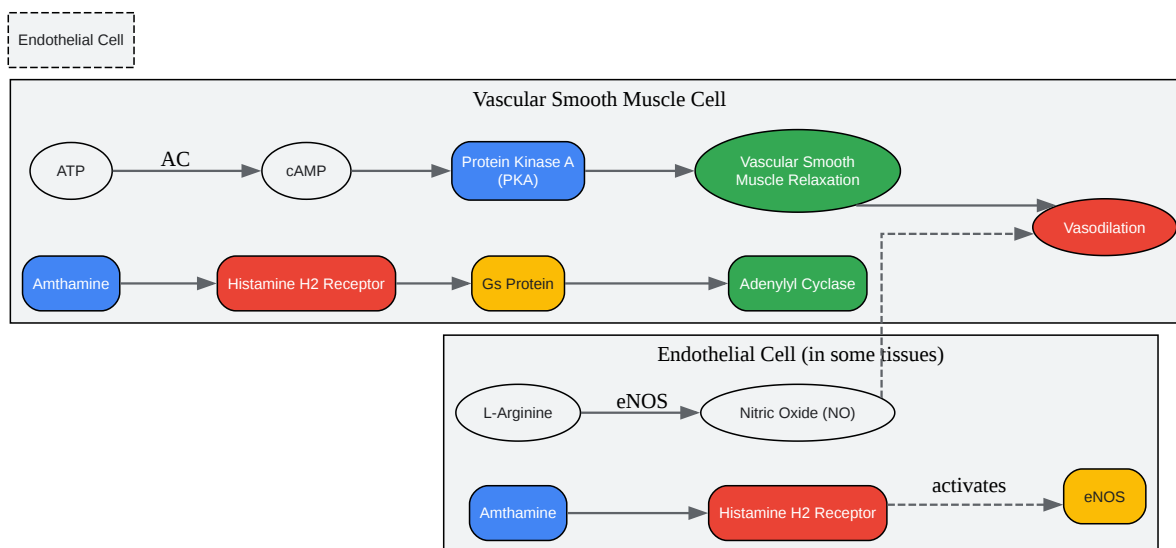 Endothelial Cell
Vascular Smooth Muscle Cell
ATP
AC
cAMP
Protein Kinase A
(PKA)
Vascular Smooth
Muscle Relaxation
Vasodilation
Amthamine
Histamine H2 Receptor
Gs Protein
Adenylyl Cyclase
Endothelial Cell (in some tissues)
L-Arginine
eNOS
Nitric Oxide (NO)
Amthamine
Histamine H2 Receptor
activates
eNOS